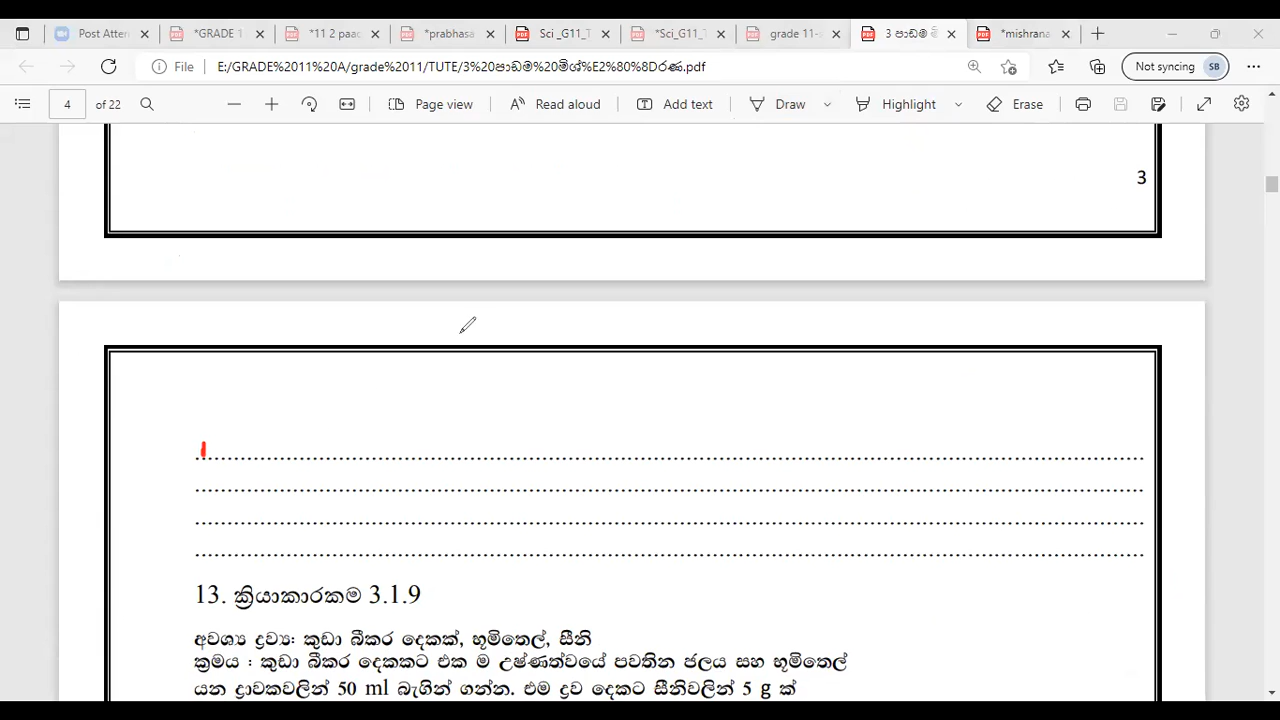 Post Atten
*GRADE 1
*11 2 paac
*prabhasa
Sci _G11_T
*Sci_G11_T
grade 11-
3 පාඩම මි
*mishrana
File
E:/GRADE%2011%20A/grade%2011/TUTE/3%20පාඩම%20මිශ්%E2%80%8Dරණ.pdf
Not syncing
SB
4
of 22
Page view
Read aloud
Add text
Draw
Highlight
Erase
3
13. ක්‍රියාකාරකම 3.1.9
අවශ්‍ය ද්‍රව්‍ය: කුඩා බීකර දෙකක්, භූමිතෙල්, සීනි
ක්‍රමය : කුඩා බීකර දෙකකට එක ම උෂ්ණත්වයේ පවතින ජලය සහ භූමිතෙල්
යන ද්‍රාවකවලින් 50 ml බැගින් ගන්න. එම ද්‍රව දෙකට සීනිවලින් 5 g ක්